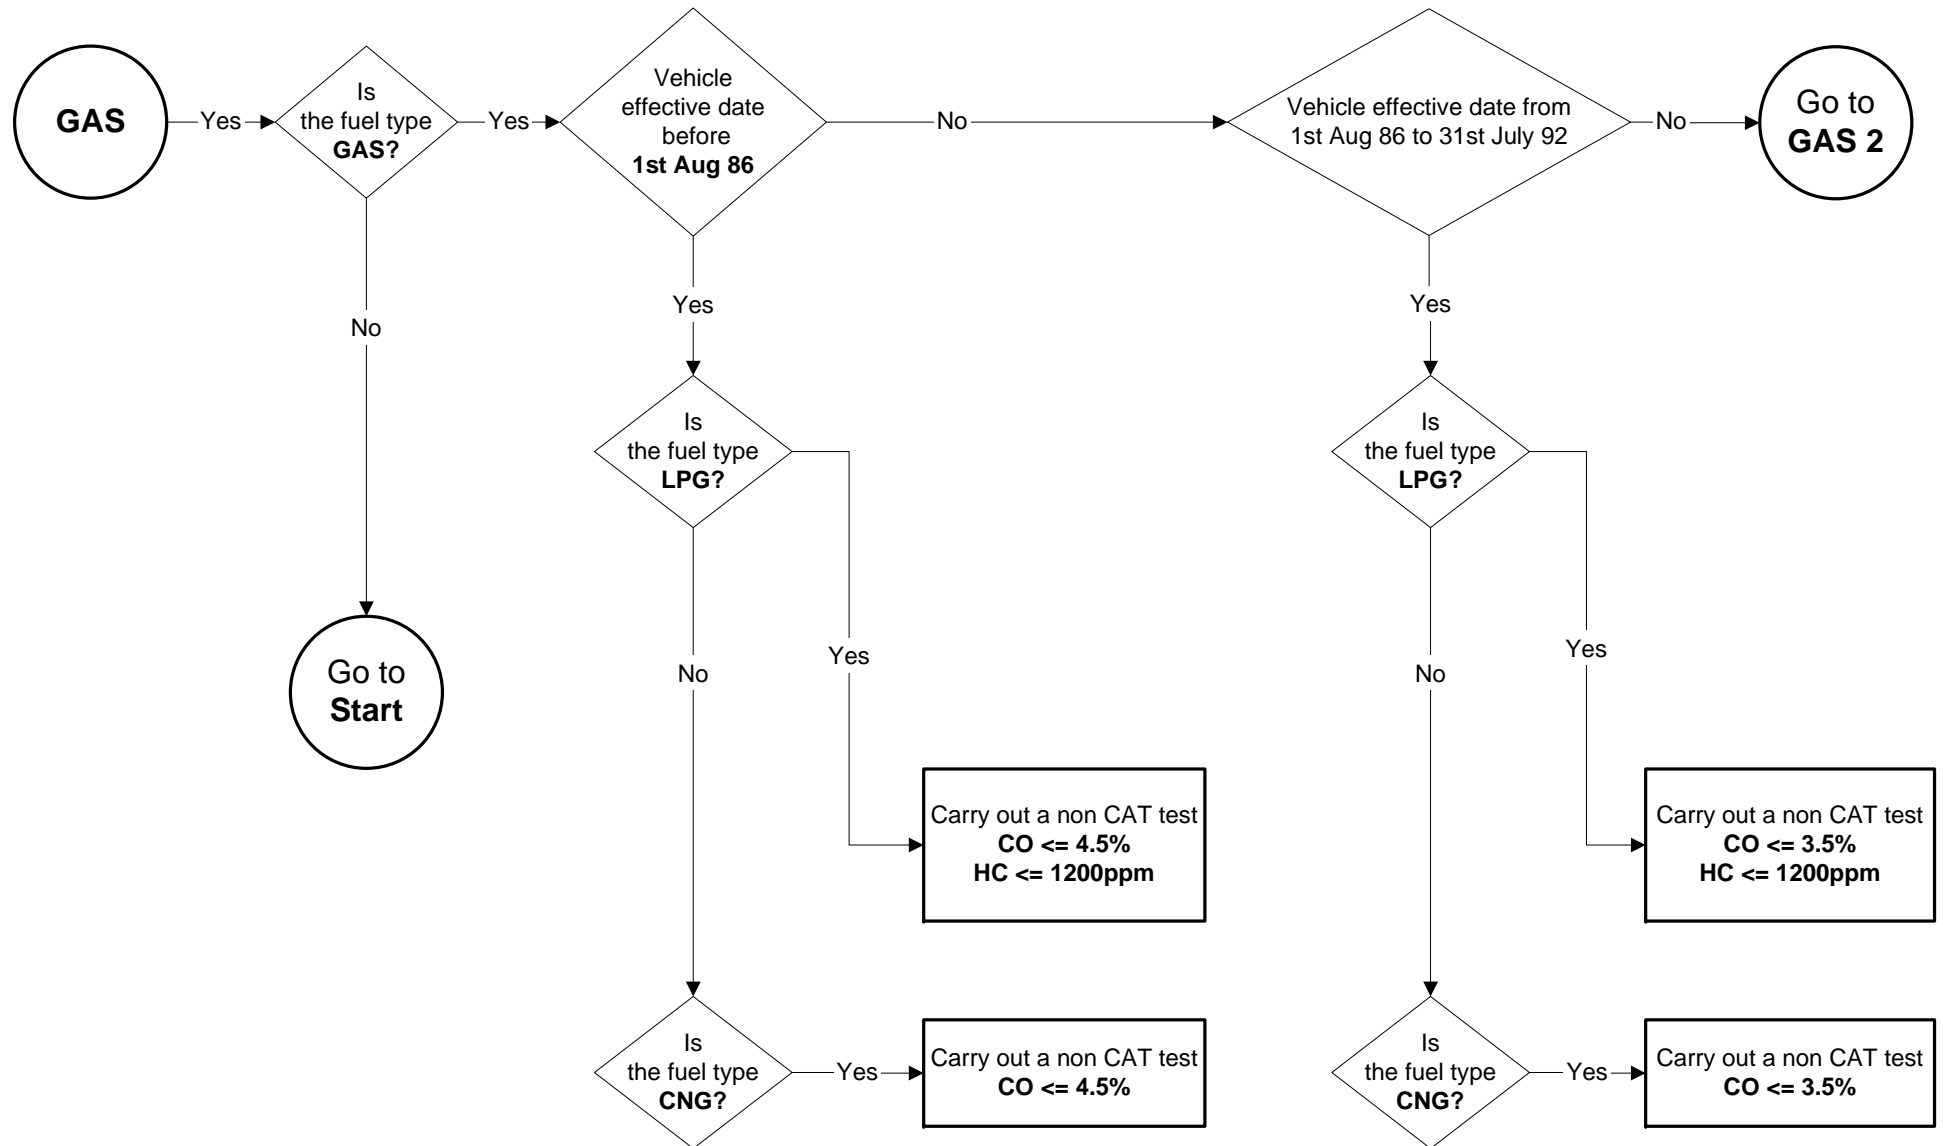 GAS
Yes
Is
the fuel type
GAS?
Yes
Vehicle
effective date
before
1st Aug 86
No
Vehicle effective date from
1st Aug 86 to 31st July 92
No
Go to
GAS 2
No
Yes
Yes
Go to
Start
Is
the fuel type
LPG?
Is
the fuel type
LPG?
No
Yes
No
Yes
Carry out a non CAT test
CO <= 4.5%
HC <= 1200ppm
Carry out a non CAT test
CO <= 3.5%
HC <= 1200ppm
Is
the fuel type
CNG?
Yes
Carry out a non CAT test
CO <= 4.5%
Is
the fuel type
CNG?
Yes
Carry out a non CAT test
CO <= 3.5%